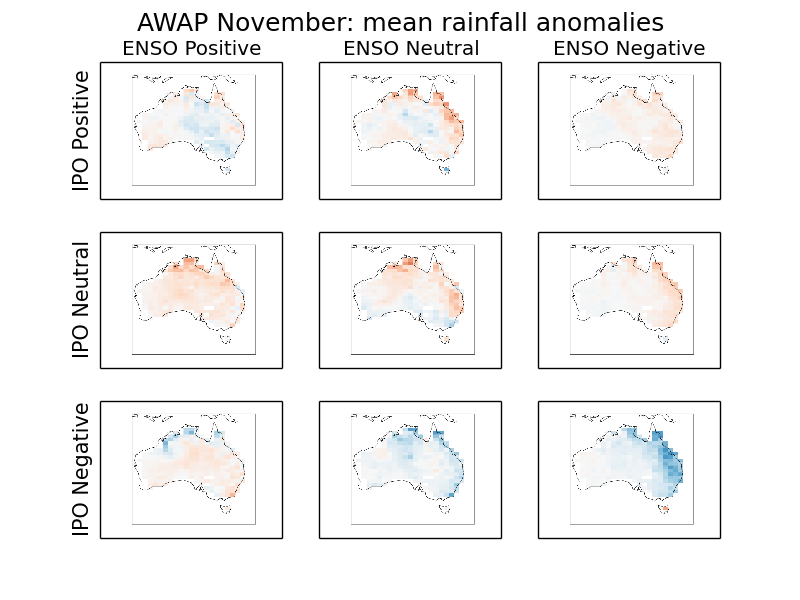 AWAP November: mean rainfall anomalies
ENSO Positive ENSO Neutral ENSO Negative
IPO Positive
IPO Neutral
IPO Negative